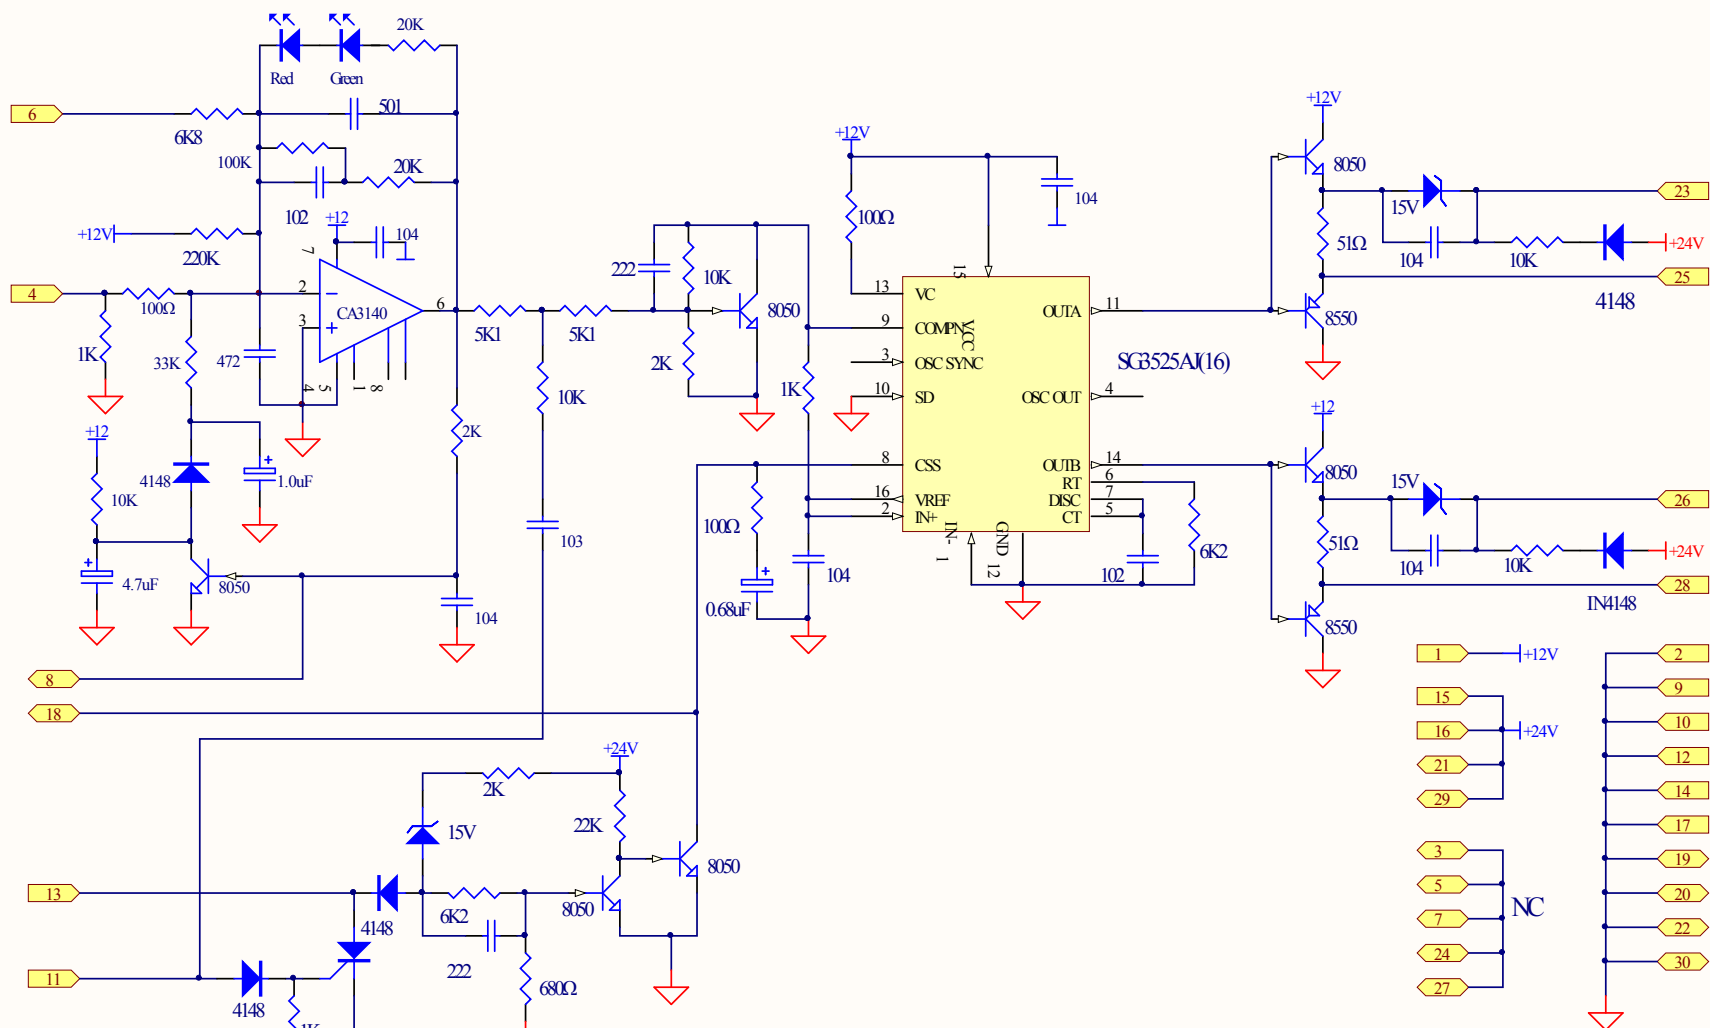 20K
Red
Green
6
6K8
501
100K
20K
102
+12V
220K
+12
104
7
4
100Ω
2
3
CA3140
6
1K
33K
472
4
5
1
8
5K1
5K1
10K
2K
+12
10K
4148
1.0uF
4.7uF
8050
104
103
8
18
222
10K
2K
8050
+12V
100Ω
104
1K
13
VC
15
VCC
9
COMPN
3
OSC SYNC
10
SD
8
CSS
16
VREF
2
IN+
IN-
1
GND
12
OUTA
11
OSC OUT
4
OUTB
14
RT
6
DISC
7
CT
5
SG3525AJ(16)
100Ω
0.68uF
104
102
6K2
+12V
8050
51Ω
8550
15V
104
10K
23
+24V
25
4148
+12
8050
51Ω
8550
15V
104
10K
26
+24V
28
IN4148
+24V
2K
22K
15V
8050
13
4148
6K2
222
8050
680Ω
11
4148
1K
1
+12V
15
16
+24V
21
29
3
5
7
24
27
NC
2
9
10
12
14
17
19
20
22
30